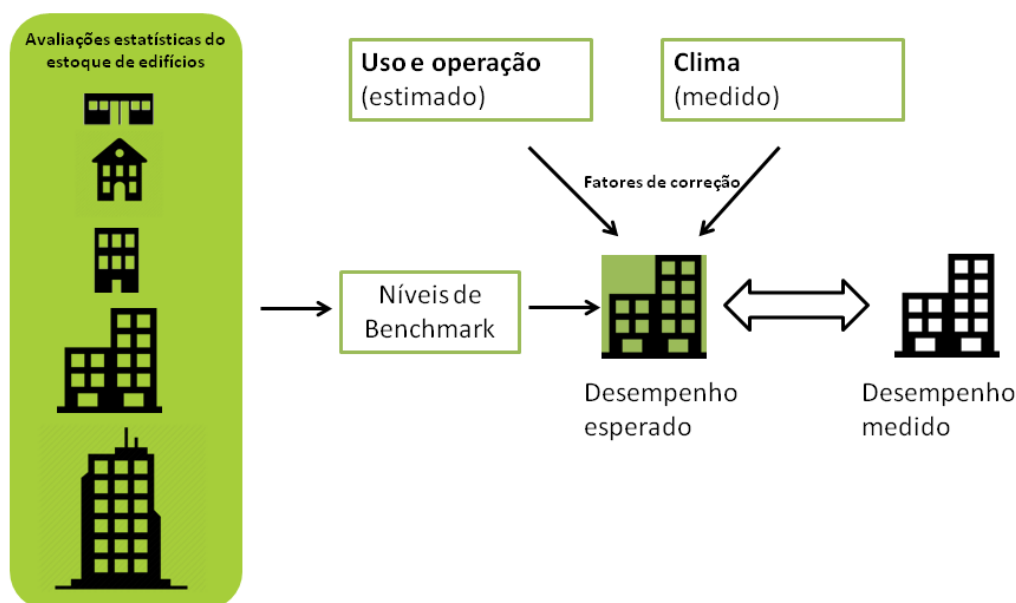 Avaliações estatísticas do
estoque de edifícios
Uso e operação
(estimado)
Clima
(medido)
Fatores de correção
Níveis de
Benchmark
Desempenho
esperado
Desempenho
medido